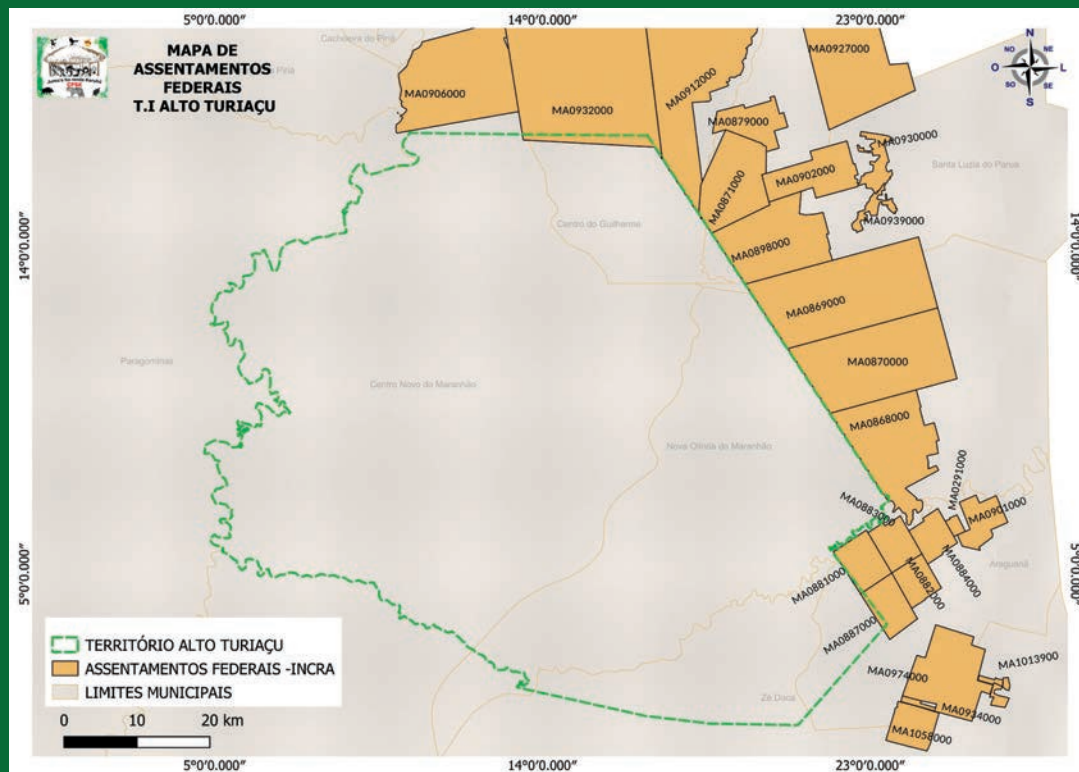 5°0'0.000" 14°0'0.000" 23°0'0.000"
MAPA DE
ASSENTAMENTOS
FEDERAIS
T.I ALTO TURIAÇU
Cachoeira do Piriá
N
NO NE
O L
SO SE
S
MA0906000
MA0932000
MA0912000
MA0927000
MA0879000
MA0930000
MA0871000
MA0902000
Santa Luzia do Paruá
MA0939000
Centro do Guilherme
MA0898000
14°0'0.000"
14°0'0.000"
MA0869000
Paragominas
MA0870000
Centro Novo do Maranhão
MA0868000
Nova Olinda do Maranhão
MA0291000
MA0883000
MA0901000
MA0884000
Araguanã
5°0'0.000"
5°0'0.000"
MA0881000
MA0882000
MA0887000
TERRITÓRIO ALTO TURIAÇU
ASSENTAMENTOS FEDERAIS -INCRA
LIMITES MUNICIPAIS
MA0974000
MA1013900
Zé Doca
MA0934000
MA1058000
0 10 20 km
5°0'0.000" 14°0'0.000" 23°0'0.000"